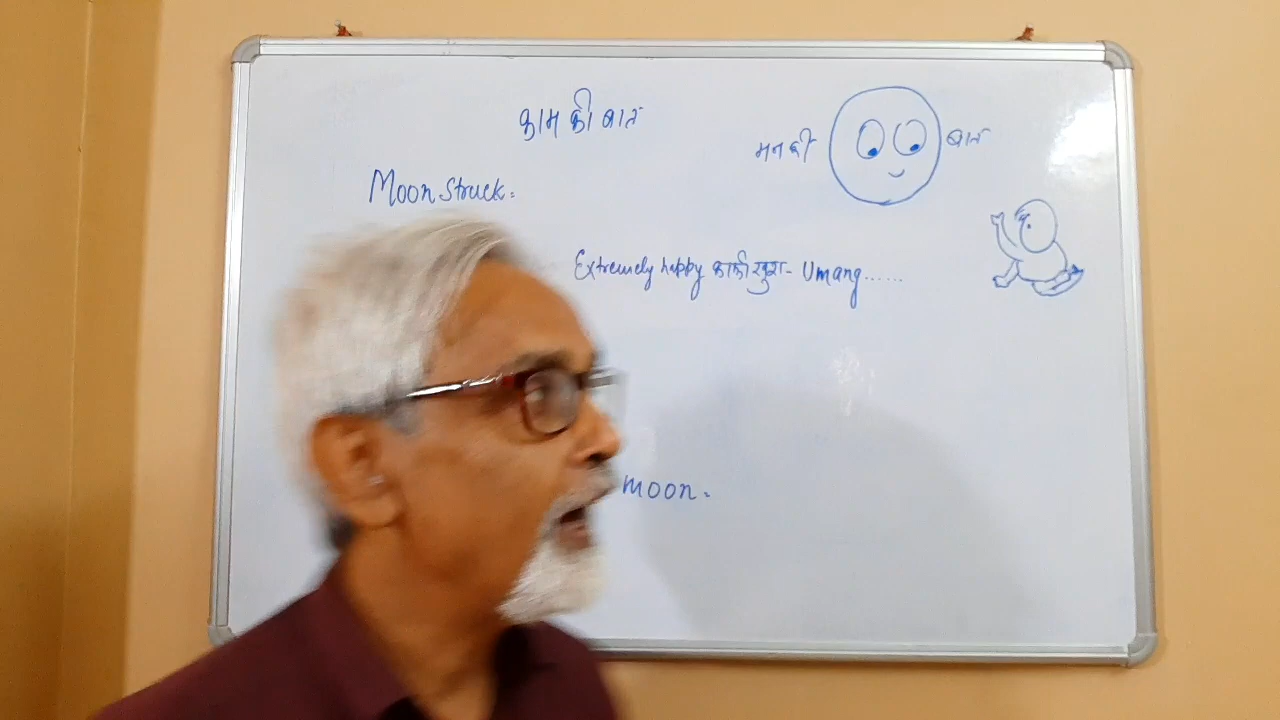 काम की बात
मन की बात
Moon Struck.
Extremely happy काफी खुश - Umang......
moon.